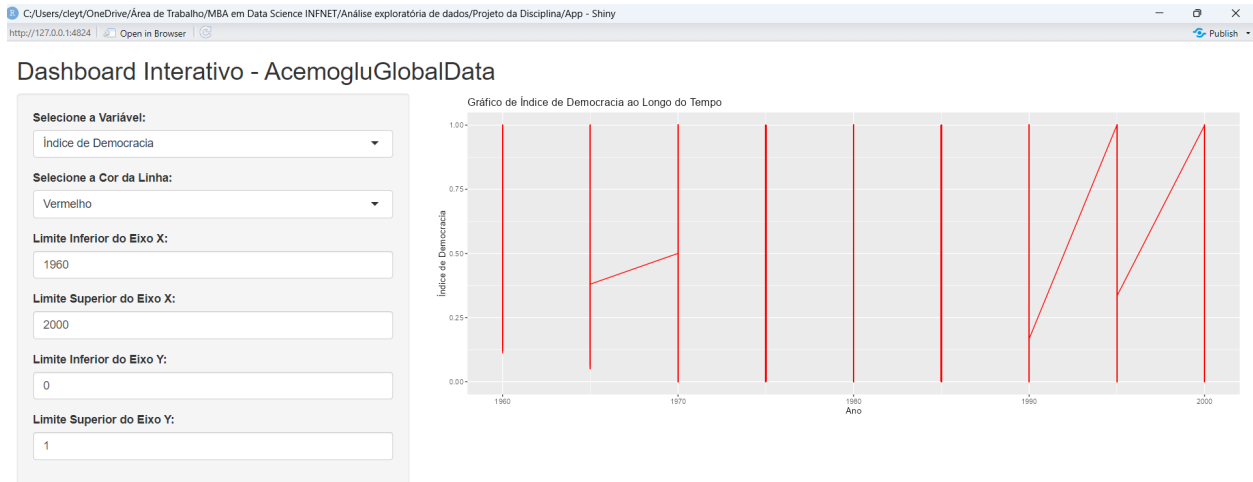 C:/Users/cleyt/OneDrive/Área de Trabalho/MBA em Data Science INFNET/Análise exploratória de dados/Projeto da Disciplina/App - Shiny
http://127.0.0.1:4824 Open in Browser Publish
Dashboard Interativo - AcemogluGlobalData
Selecione a Variável:
Índice de Democracia
Selecione a Cor da Linha:
Vermelho
Limite Inferior do Eixo X:
1960
Limite Superior do Eixo X:
2000
Limite Inferior do Eixo Y:
0
Limite Superior do Eixo Y:
1
Gráfico de Índice de Democracia ao Longo do Tempo
Índice de Democracia
1.00
0.75
0.50
0.25
0.00
1960 1970 1980 1990 2000
Ano